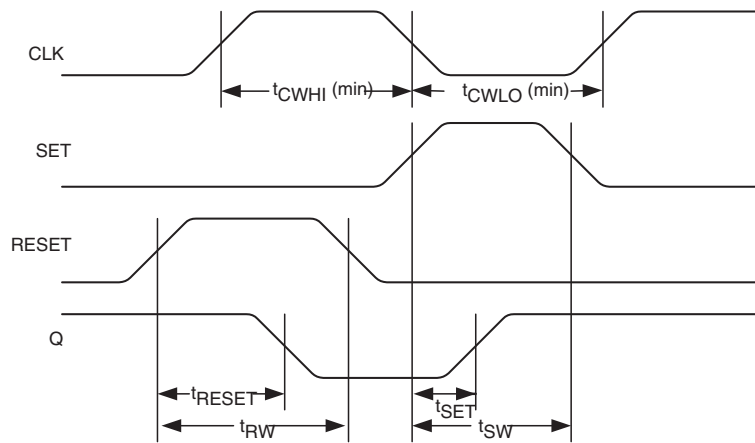 CLK
tCWHI (min)
tCWLO (min)
SET
RESET
Q
tRESET
tSET
tRW
tSW